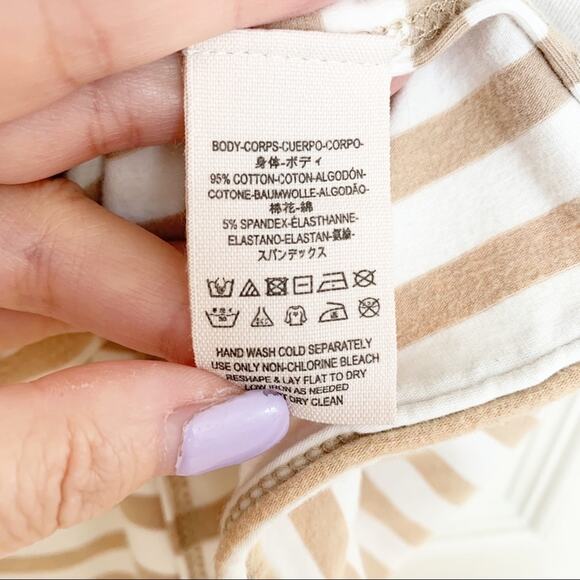 BODY-CORPS-CUERPO-CORPO-
身体-ボディ
95% COTTON-COTON-ALGODÓN-
COTONE-BAUMWOLLE-ALGODÃO-
棉花-綿
5% SPANDEX-ÉLASTHANNE-
ELASTANO-ELASTAN-氨綸-
スパンデックス
HAND WASH COLD SEPARATELY
USE ONLY NON-CHLORINE BLEACH
RESHAPE & LAY FLAT TO DRY
LOW IRON AS NEEDED
DRY CLEAN